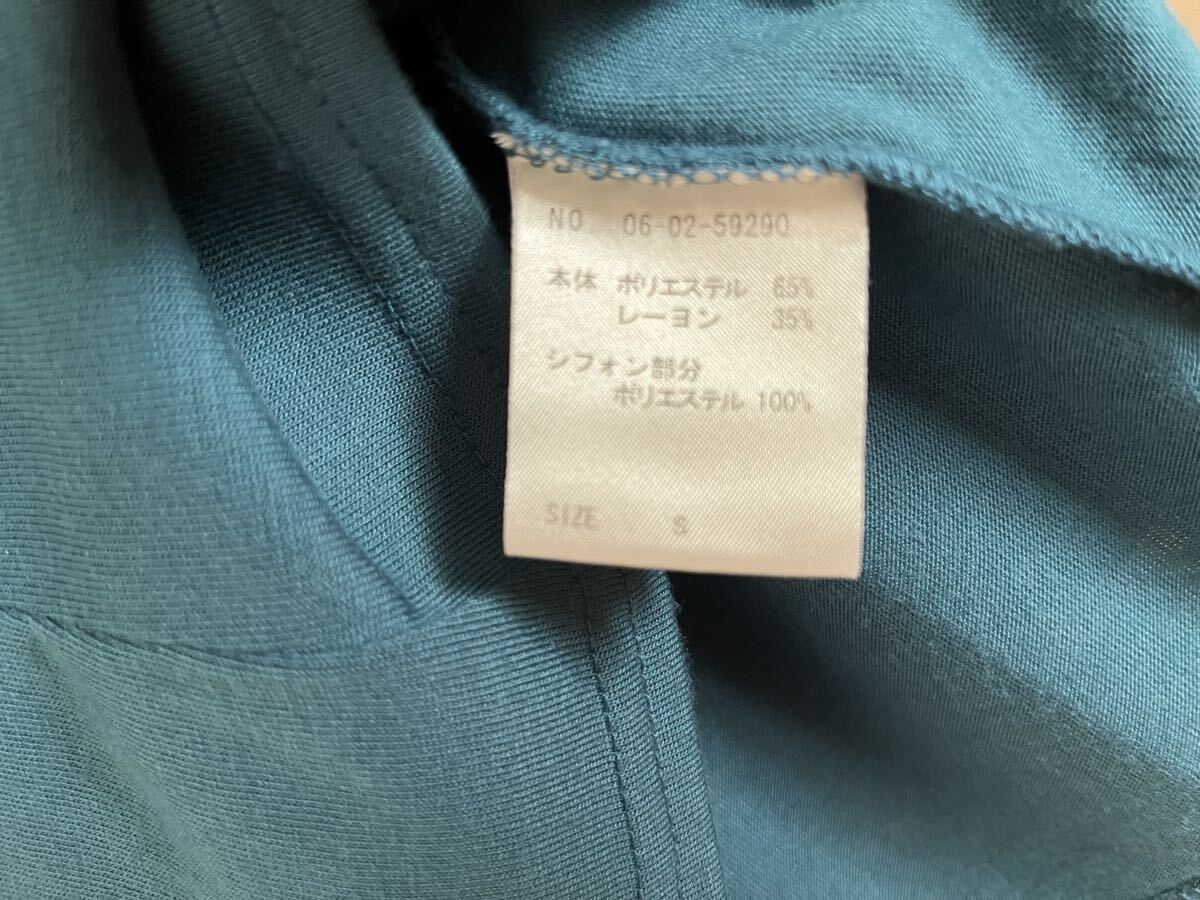 NO 06-02-59290
本体 ポリエステル 65%
レーヨン 35%
シフォン部分
ポリエステル 100%
SIZE S